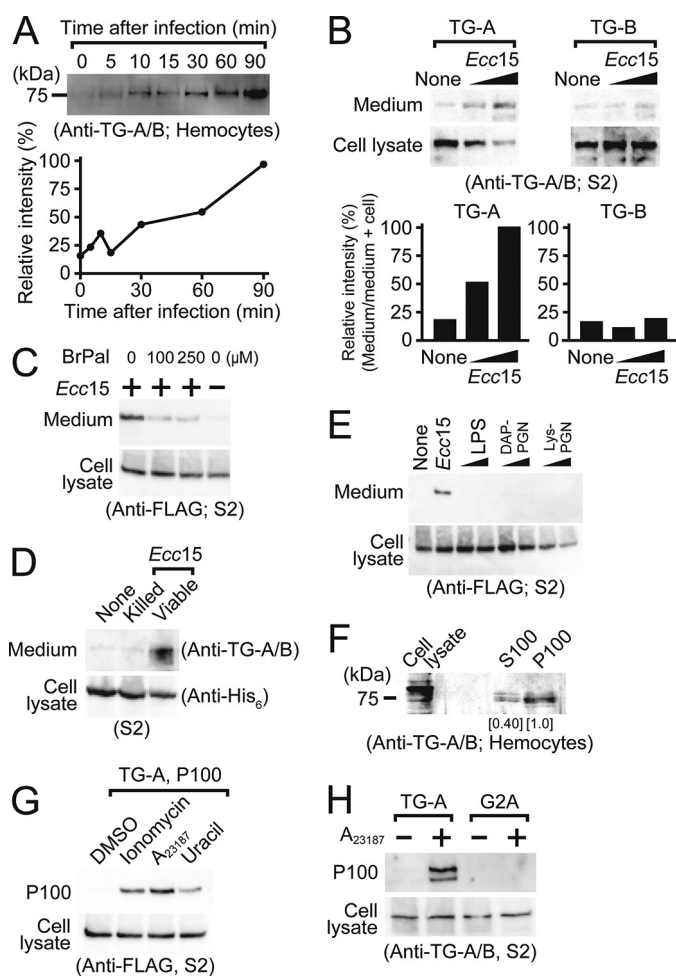 A
Time after infection (min)
(kDa) 0 5 10 15 30 60 90
75
(Anti-TG-A/B; Hemocytes)
Relative intensity (%)
100
75
50
25
0
0 30 60 90
Time after infection (min)
B
TG-A TG-B
Ecc15 Ecc15
None None
Medium
Cell lysate
(Anti-TG-A/B; S2)
Relative intensity (%)
(Medium/medium + cell)
TG-A TG-B
100 100
75 75
50 50
25 25
0 0
None None
Ecc15 Ecc15
C
BrPal 0 100 250 0 (µM)
Ecc15 + + + −
Medium
Cell
lysate
(Anti-FLAG; S2)
D
Ecc15
None Killed Viable
Medium (Anti-TG-A/B)
Cell
lysate (Anti-His6)
(S2)
E
None Ecc15 LPS DAP-PGN Lys-PGN
Medium
Cell
lysate
(Anti-FLAG; S2)
F
Cell
lysate S100 P100
(kDa)
75
[0.40] [1.0]
(Anti-TG-A/B; Hemocytes)
G
TG-A, P100
DMSO Ionomycin A23187 Uracil
P100
Cell
lysate
(Anti-FLAG, S2)
H
TG-A G2A
A23187 − + − +
P100
Cell
lysate
(Anti-TG-A/B, S2)